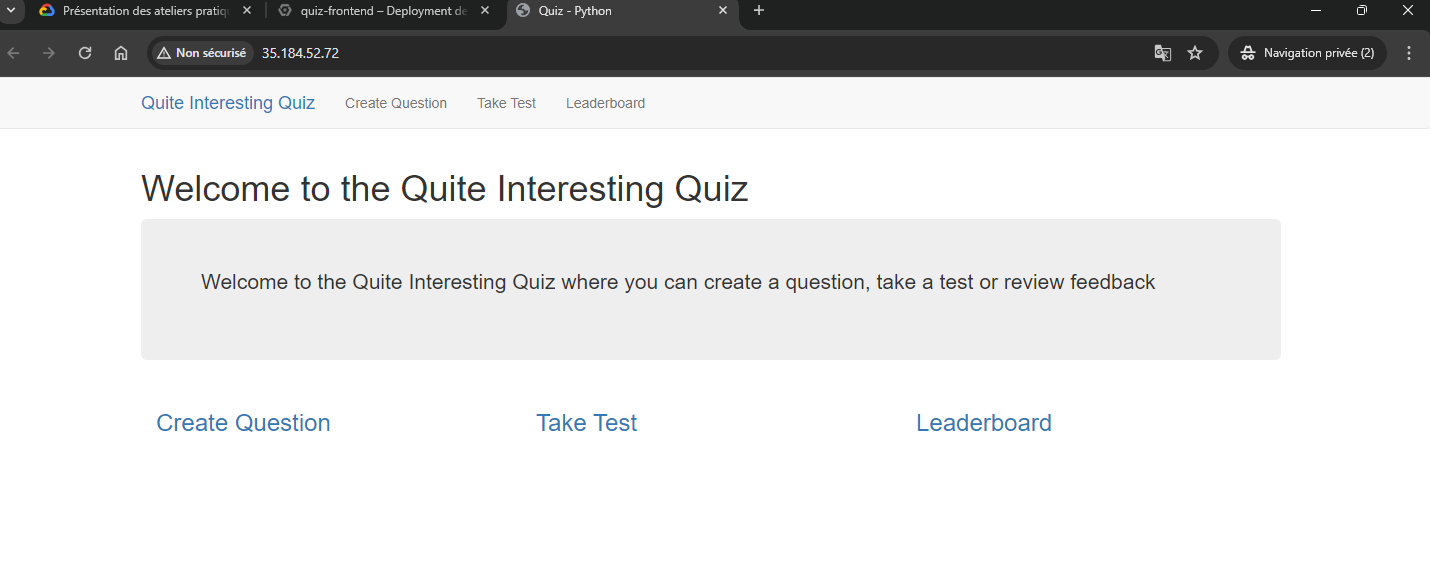 Présentation des ateliers pratiq
quiz-frontend – Deployment de
Quiz - Python
Non sécurisé
35.184.52.72
Navigation privée (2)
Quite Interesting Quiz
Create Question
Take Test
Leaderboard
Welcome to the Quite Interesting Quiz
Welcome to the Quite Interesting Quiz where you can create a question, take a test or review feedback
Create Question
Take Test
Leaderboard